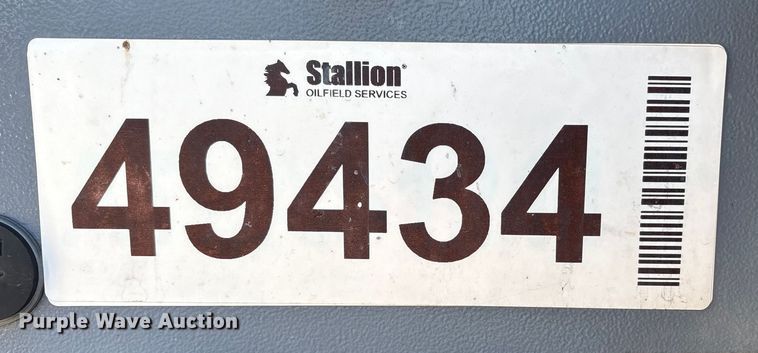 Stallion®
OILFIELD SERVICES
49434
Purple Wave Auction